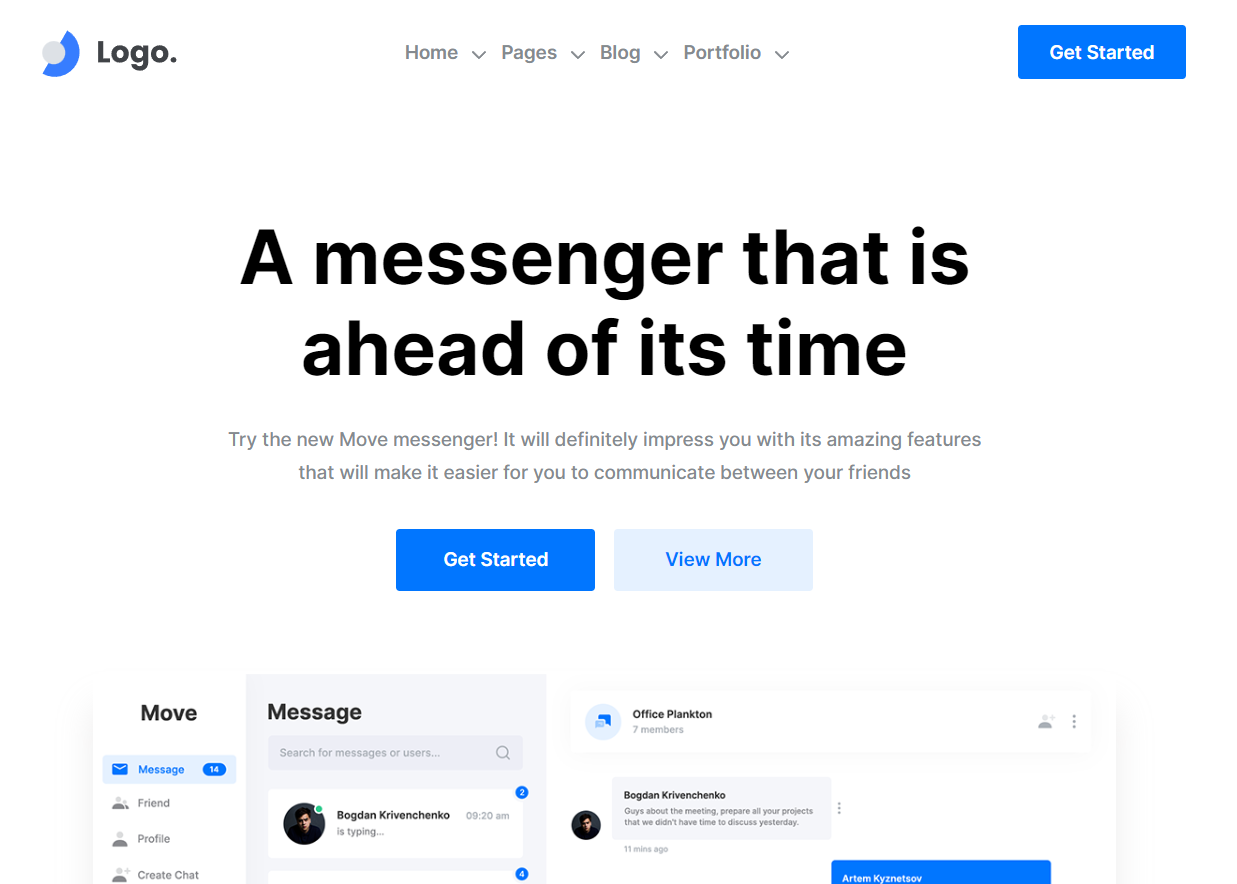 Logo.
Home
Pages
Blog
Portfolio
Get Started
A messenger that is
ahead of its time
Try the new Move messenger! It will definitely impress you with its amazing features
that will make it easier for you to communicate between your friends
Get Started
View More
Move
Message
14
Friend
Profile
Create Chat
Message
Search for messages or users...
2
Bogdan Krivenchenko
09:20 am
is typing...
4
Office Plankton
7 members
Bogdan Krivenchenko
Guys about the meeting, prepare all your projects
that we didn't have time to discuss yesterday.
11 mins ago
Artem Kyznetsov